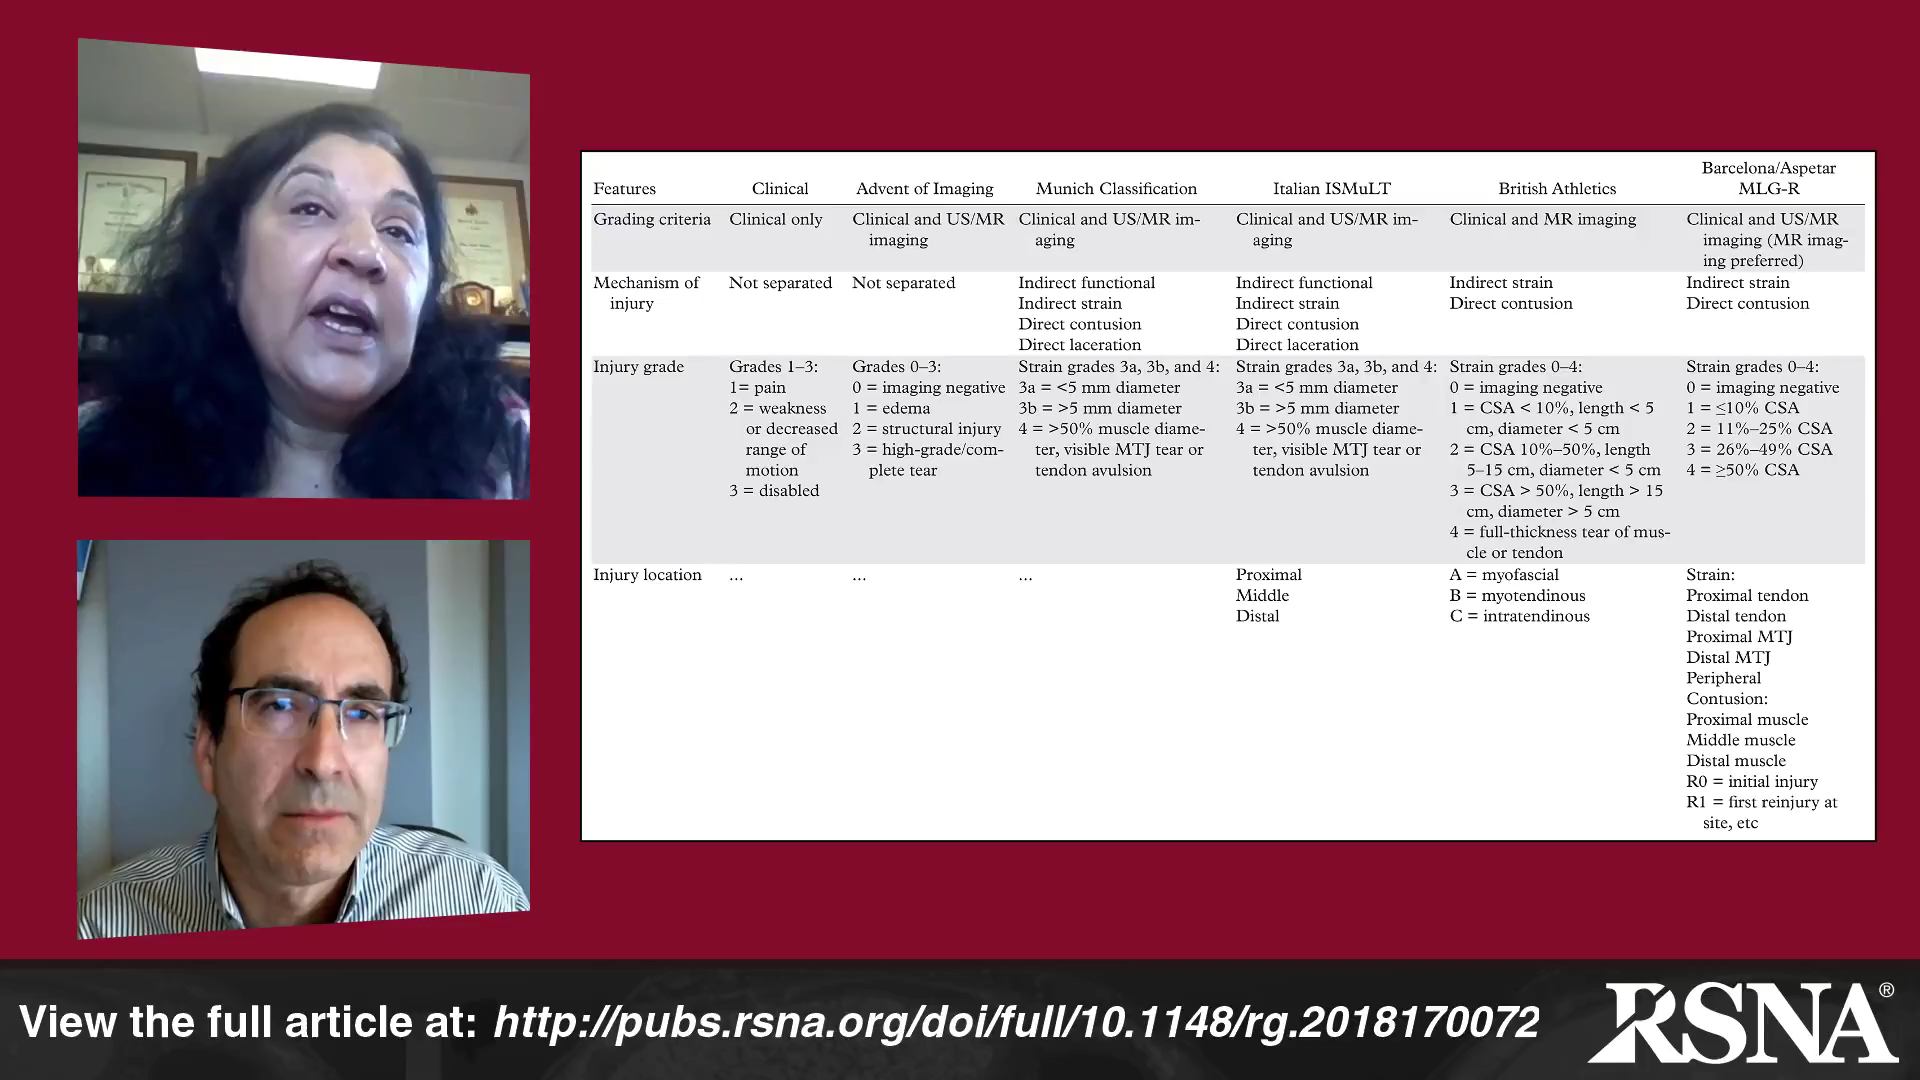 Features
Clinical
Advent of Imaging
Munich Classification
Italian ISMuLT
British Athletics
Barcelona/Aspetar
MLG-R
Grading criteria
Clinical only
Clinical and US/MR
imaging
Clinical and US/MR im-
aging
Clinical and US/MR im-
aging
Clinical and MR imaging
Clinical and US/MR
imaging (MR imag-
ing preferred)
Mechanism of
injury
Not separated
Not separated
Indirect functional
Indirect strain
Direct contusion
Direct laceration
Indirect functional
Indirect strain
Direct contusion
Direct laceration
Indirect strain
Direct contusion
Indirect strain
Direct contusion
Injury grade
Grades 1–3:
1= pain
2 = weakness
or decreased
range of
motion
3 = disabled
Grades 0–3:
0 = imaging negative
1 = edema
2 = structural injury
3 = high-grade/com-
plete tear
Strain grades 3a, 3b, and 4:
3a = <5 mm diameter
3b = >5 mm diameter
4 = >50% muscle diame-
ter, visible MTJ tear or
tendon avulsion
Strain grades 3a, 3b, and 4:
3a = <5 mm diameter
3b = >5 mm diameter
4 = >50% muscle diame-
ter, visible MTJ tear or
tendon avulsion
Strain grades 0–4:
0 = imaging negative
1 = CSA < 10%, length < 5
cm, diameter < 5 cm
2 = CSA 10%–50%, length
5–15 cm, diameter < 5 cm
3 = CSA > 50%, length > 15
cm, diameter > 5 cm
4 = full-thickness tear of mus-
cle or tendon
Strain grades 0–4:
0 = imaging negative
1 = ≤10% CSA
2 = 11%–25% CSA
3 = 26%–49% CSA
4 = ≥50% CSA
Injury location
...
...
...
Proximal
Middle
Distal
A = myofascial
B = myotendinous
C = intratendinous
Strain:
Proximal tendon
Distal tendon
Proximal MTJ
Distal MTJ
Peripheral
Contusion:
Proximal muscle
Middle muscle
Distal muscle
R0 = initial injury
R1 = first reinjury at
site, etc
View the full article at: http://pubs.rsna.org/doi/full/10.1148/rg.2018170072
RSNA®